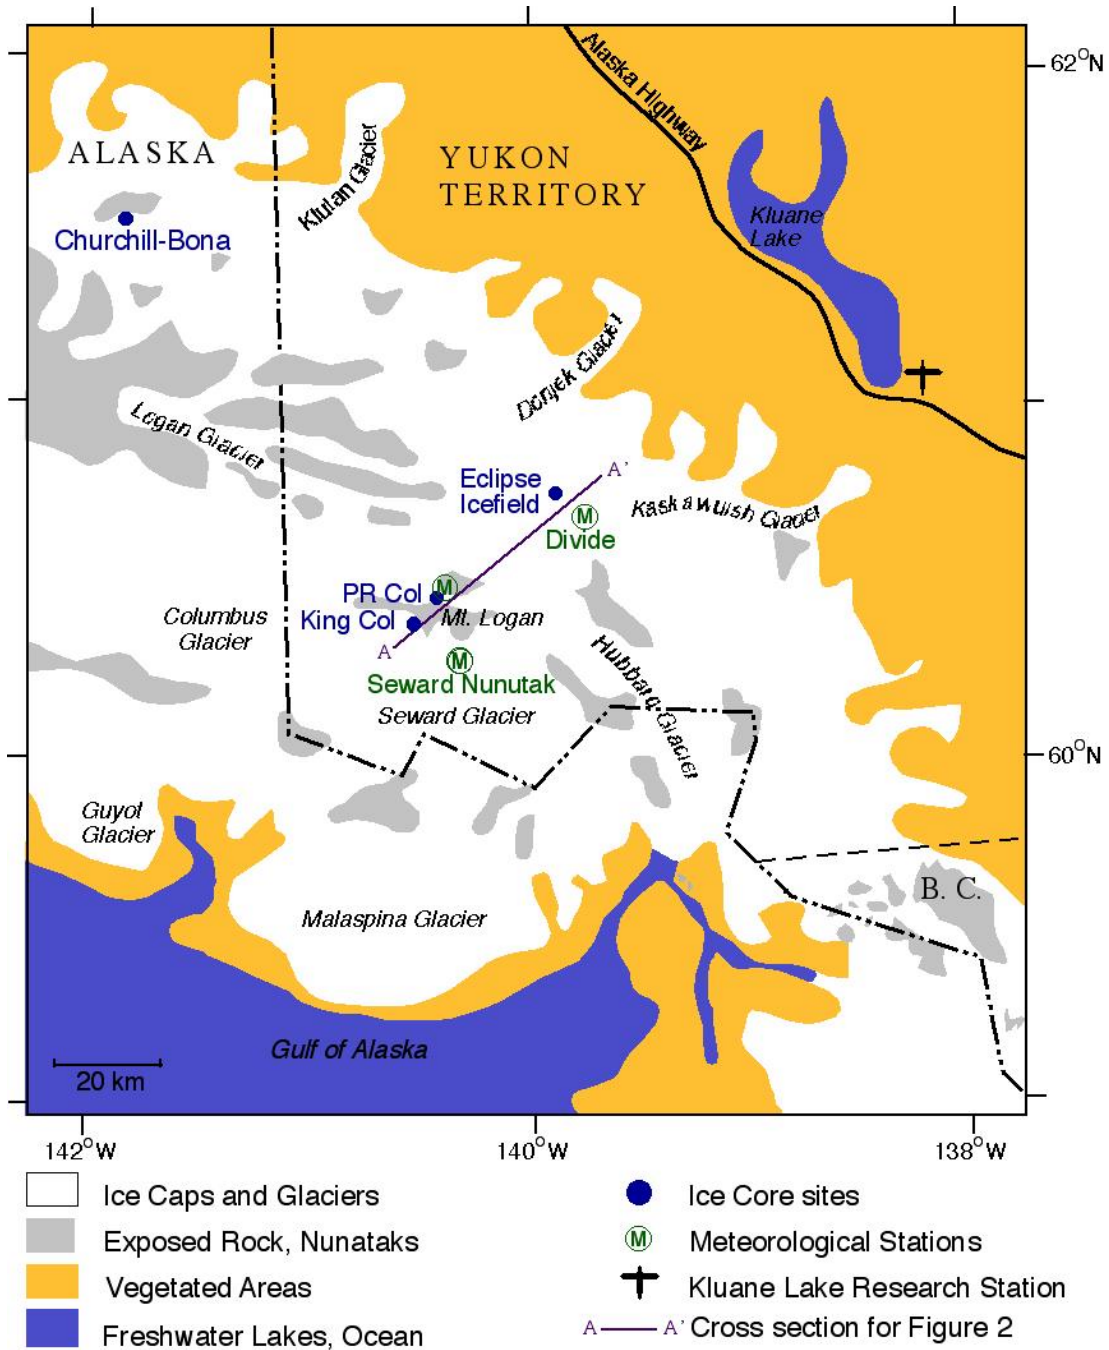 62°N
Alaska Highway
ALASKA
YUKON
TERRITORY
Klutan Glacier
Kluane
Lake
Churchill-Bona
Donjek Glacier
Logan Glacier
A'
Eclipse
Icefield
M
Divide
Kaskawulsh Glacier
M
PR Col
King Col
Mt. Logan
Columbus
Glacier
A
M
Seward Nunutak
Seward Glacier
Hubbard Glacier
60°N
Guyot
Glacier
B. C.
Malaspina Glacier
Gulf of Alaska
20 km
142°W
140°W
138°W
Ice Caps and Glaciers
Exposed Rock, Nunataks
Vegetated Areas
Freshwater Lakes, Ocean
Ice Core sites
M Meteorological Stations
Kluane Lake Research Station
A A' Cross section for Figure 2